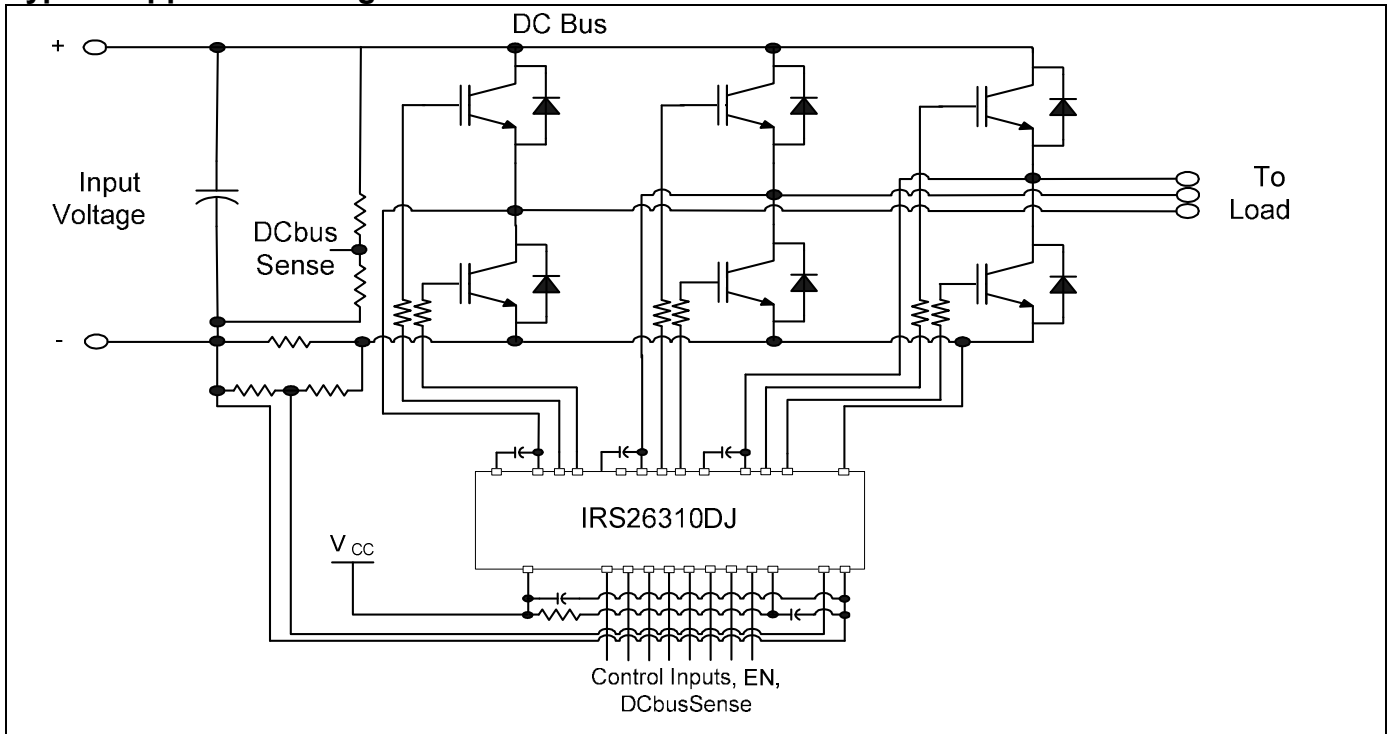 DC Bus
+
Input
Voltage
DCbus
Sense
To
Load
-
IRS26310DJ
V CC
Control Inputs, EN,
DCbusSense